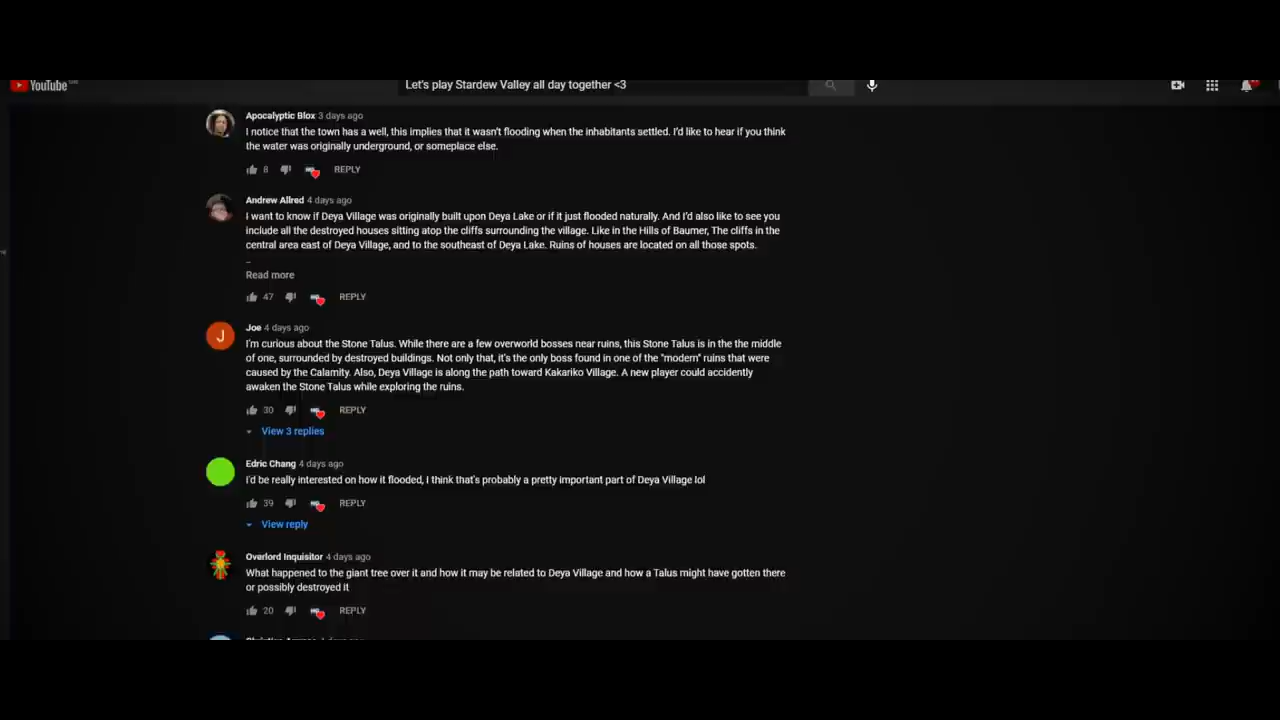 YouTube
Let's play Stardew Valley all day together <3
Apocalyptic Blox 3 days ago
I notice that the town has a well, this implies that it wasn't flooding when the inhabitants settled. I'd like to hear if you think
the water was originally underground, or someplace else.
8 REPLY
Andrew Allred 4 days ago
I want to know if Deya Village was originally built upon Deya Lake or if it just flooded naturally. And I'd also like to see you
include all the destroyed houses sitting atop the cliffs surrounding the village. Like in the Hills of Baumer, The cliffs in the
central area east of Deya Village, and to the southeast of Deya Lake. Ruins of houses are located on all those spots.
_
Read more
47 REPLY
J
Joe 4 days ago
I'm curious about the Stone Talus. While there are a few overworld bosses near ruins, this Stone Talus is in the the middle
of one, surrounded by destroyed buildings. Not only that, it's the only boss found in one of the "modern" ruins that were
caused by the Calamity. Also, Deya Village is along the path toward Kakariko Village. A new player could accidently
awaken the Stone Talus while exploring the ruins.
30 REPLY
View 3 replies
Edric Chang 4 days ago
I'd be really interested on how it flooded, I think that's probably a pretty important part of Deya Village lol
39 REPLY
View reply
Overlord Inquisitor 4 days ago
What happened to the giant tree over it and how it may be related to Deya Village and how a Talus might have gotten there
or possibly destroyed it
20 REPLY